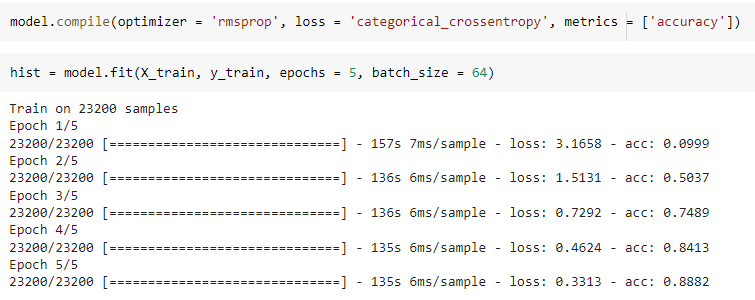 model.compile(optimizer = 'rmsprop', loss = 'categorical_crossentropy', metrics = ['accuracy'])
hist = model.fit(X_train, y_train, epochs = 5, batch_size = 64)
Train on 23200 samples
Epoch 1/5
23200/23200 [==============================] - 157s 7ms/sample - loss: 3.1658 - acc: 0.0999
Epoch 2/5
23200/23200 [==============================] - 136s 6ms/sample - loss: 1.5131 - acc: 0.5037
Epoch 3/5
23200/23200 [==============================] - 136s 6ms/sample - loss: 0.7292 - acc: 0.7489
Epoch 4/5
23200/23200 [==============================] - 135s 6ms/sample - loss: 0.4624 - acc: 0.8413
Epoch 5/5
23200/23200 [==============================] - 135s 6ms/sample - loss: 0.3313 - acc: 0.8882